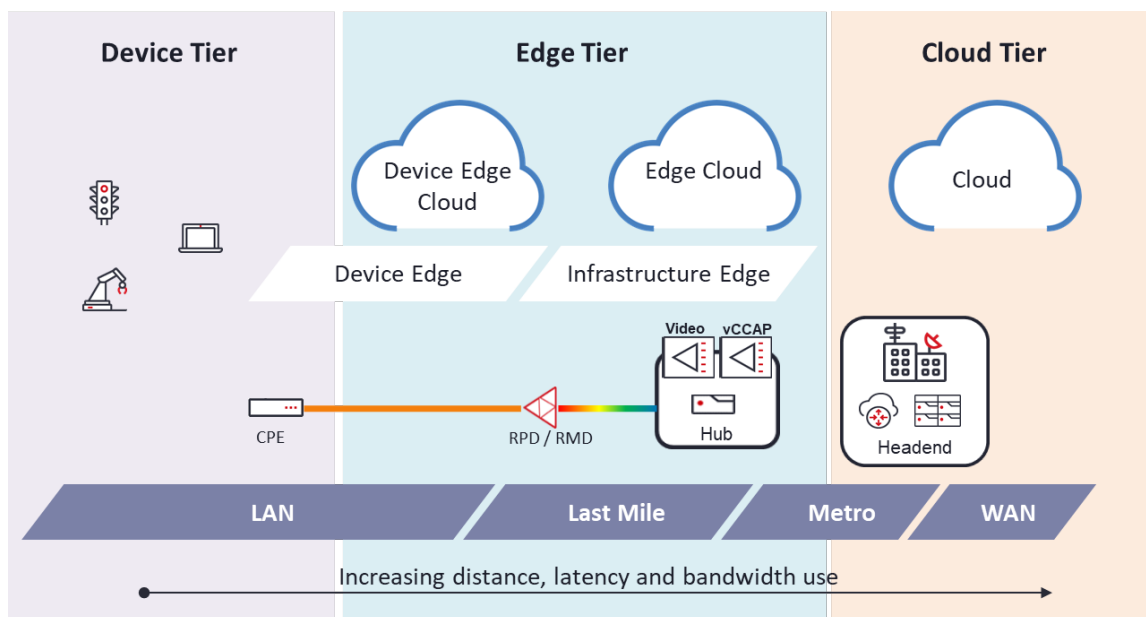 Device Tier
Edge Tier
Cloud Tier
Device Edge
Cloud
Edge Cloud
Cloud
Device Edge
Infrastructure Edge
Video
vCCAP
CPE
RPD / RMD
Hub
Headend
LAN
Last Mile
Metro
WAN
Increasing distance, latency and bandwidth use